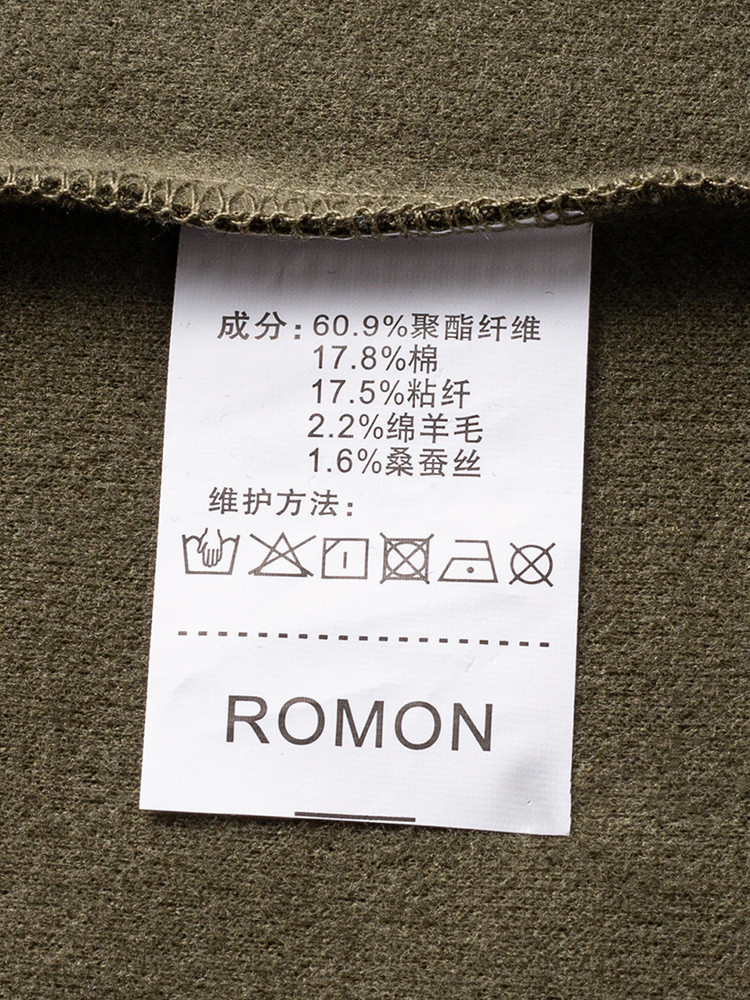 成分：60.9%聚酯纤维
17.8%棉
17.5%粘纤
2.2%绵羊毛
1.6%桑蚕丝
维护方法：
ROMON